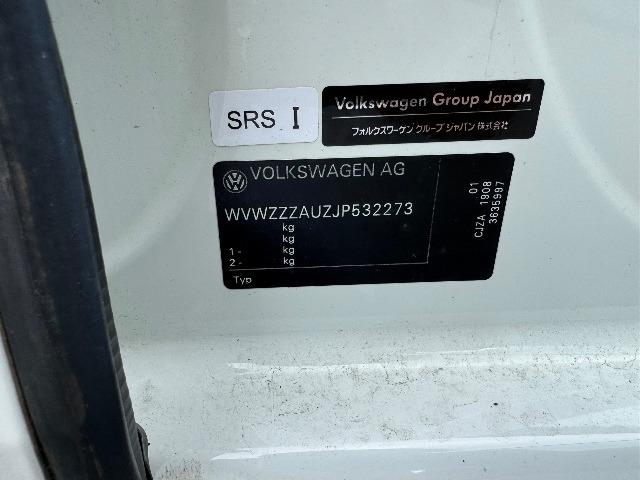 SRS I
Volkswagen Group Japan
フォルクスワーゲン グループ ジャパン 株式会社
VOLKSWAGEN AG
WVWZZZAUZJP532273
kg
kg
1 - kg
2 - kg
Typ
.01
CJZA 1908
3635997